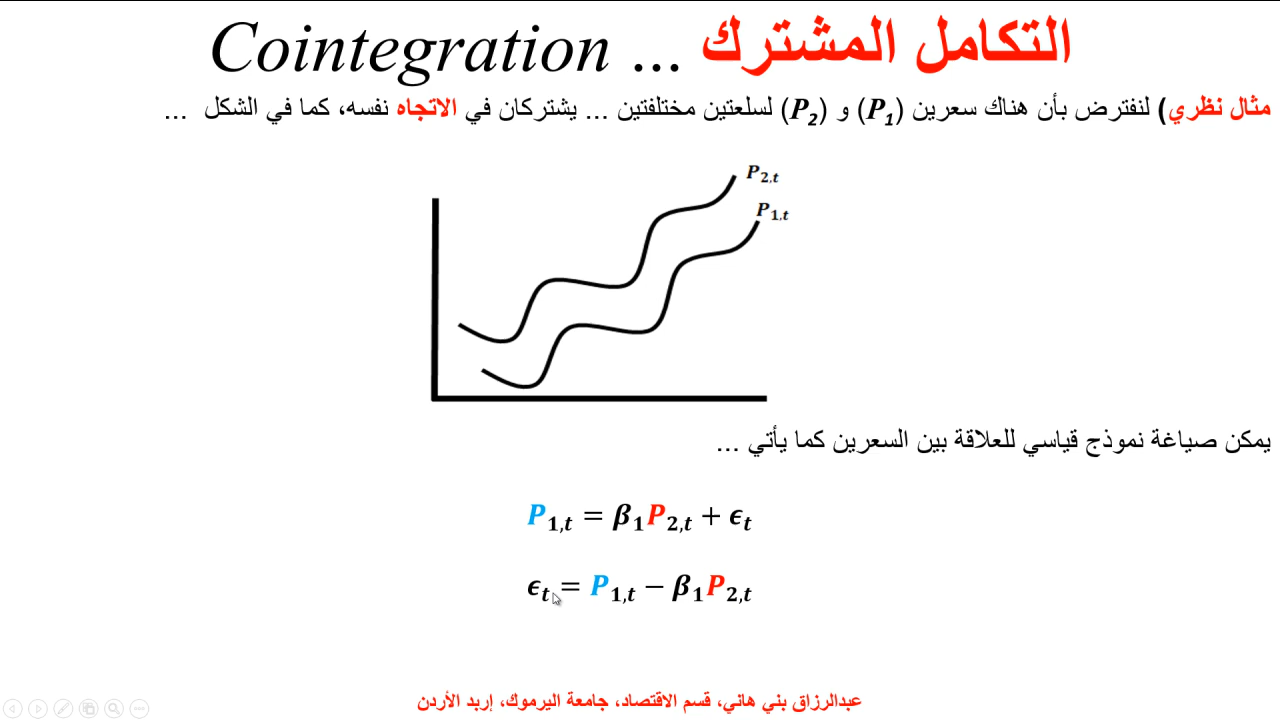 التكامل المشترك ... Cointegration
مثال نظري) لنفترض بأن هناك سعرين (P₁) و (P₂) لسلعتين مختلفتين ... يشتركان في الاتجاه نفسه، كما في الشكل ...
P₂,t
P₁,t
يمكن صياغة نموذج قياسي للعلاقة بين السعرين كما يأتي ...
P₁,t = β₁P₂,t + ϵt
ϵt = P₁,t − β₁P₂,t
عبدالرزاق بني هاني، قسم الاقتصاد، جامعة اليرموك، إربد الأردن